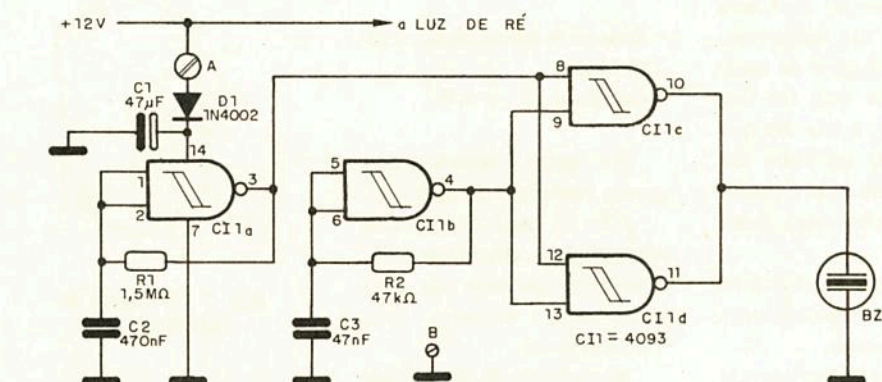 +12V
a LUZ DE RÉ
A
C1
47µF
D1
1N4002
14
1
2
3
7
CI1a
R1
1,5MΩ
C2
470nF
5
6
4
CI1b
R2
47kΩ
C3
47nF
B
8
9
10
CI1c
12
13
11
CI1d
CI1 = 4093
BZ